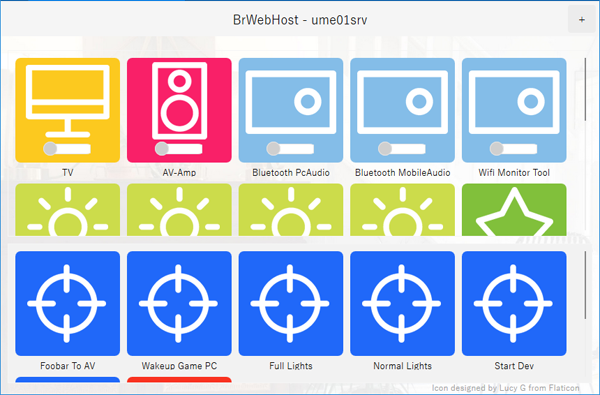 BrWebHost - ume01srv
+
TV
AV-Amp
Bluetooth PcAudio
Bluetooth MobileAudio
Wifi Monitor Tool
Foobar To AV
Wakeup Game PC
Full Lights
Normal Lights
Start Dev
Icon designed by Lucy G from Flaticon